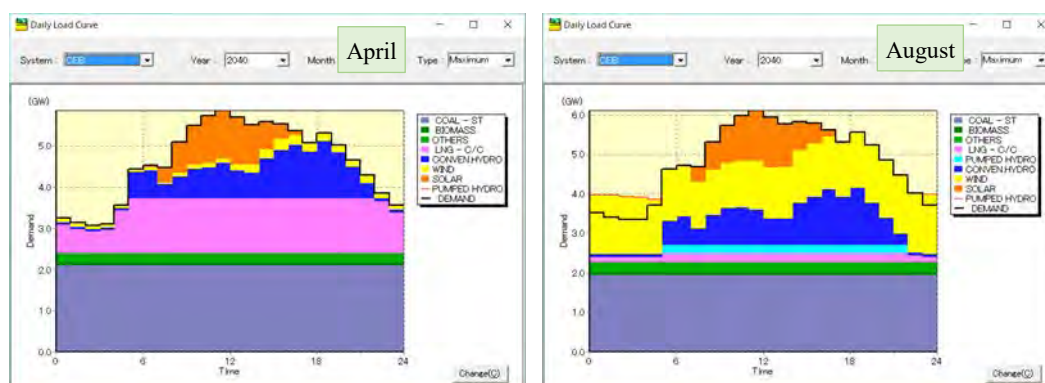 Daily Load Curve
System : CEB
Year : 2040
Month
April
Type : Maximum
(GW)
5.0
4.0
3.0
2.0
1.0
0.0
Demand
0
6
12
18
24
Time
COAL - ST
BIOMASS
OTHERS
LNG - C/C
CONVEN.HYDRO
WIND
SOLAR
PUMPED HYDRO
DEMAND
Change(C)
Daily Load Curve
System : CEB
Year : 2040
Month
August
Maximum
(GW)
6.0
5.0
4.0
3.0
2.0
1.0
0.0
Demand
0
6
12
18
24
Time
COAL - ST
BIOMASS
OTHERS
LNG - C/C
PUMPED HYDRO
CONVEN.HYDRO
WIND
SOLAR
PUMPED HYDRO
DEMAND
Change(C)